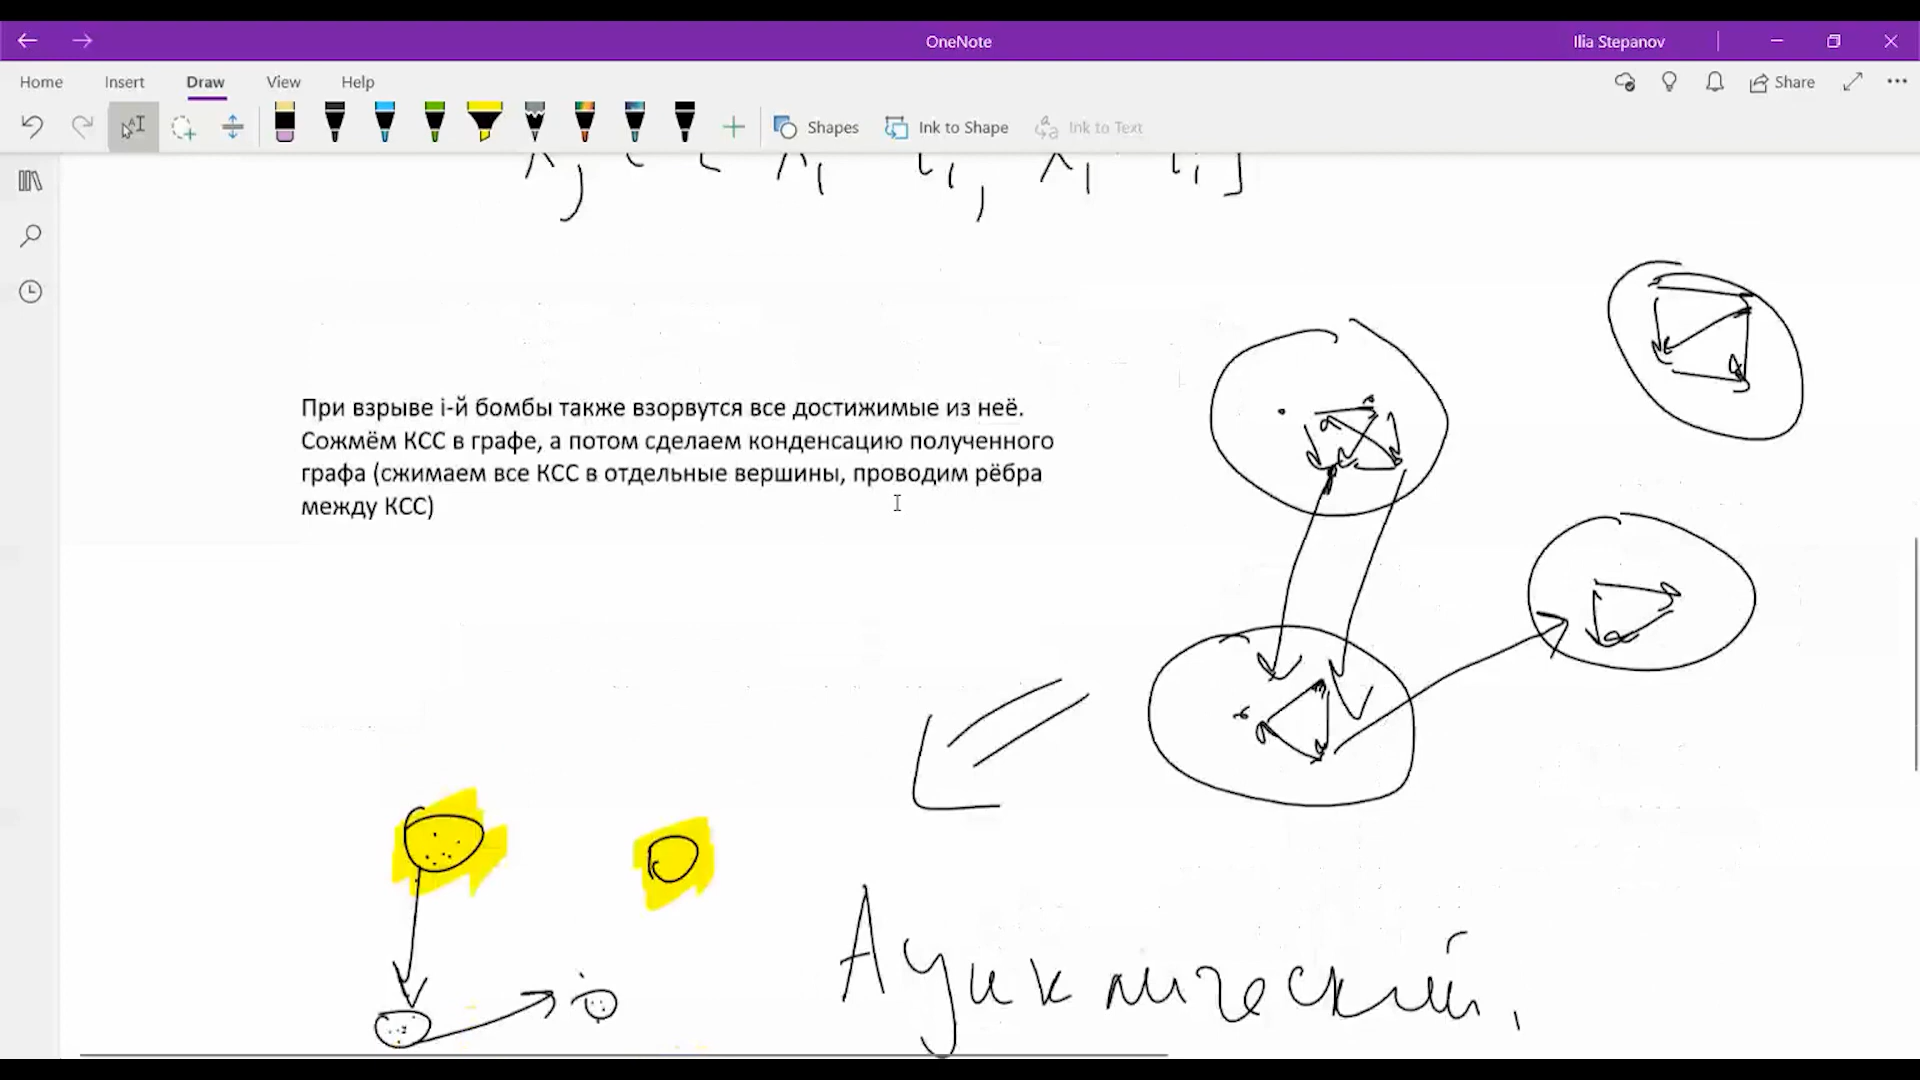 OneNote
Ilia Stepanov
Home Insert Draw View Help
Share
Shapes Ink to Shape Ink to Text
При взрыве i-й бомбы также взорвутся все достижимые из неё.
Сожмём КСС в графе, а потом сделаем конденсацию полученного
графа (сжимаем все КСС в отдельные вершины, проводим рёбра
между КСС)
Ациклический,